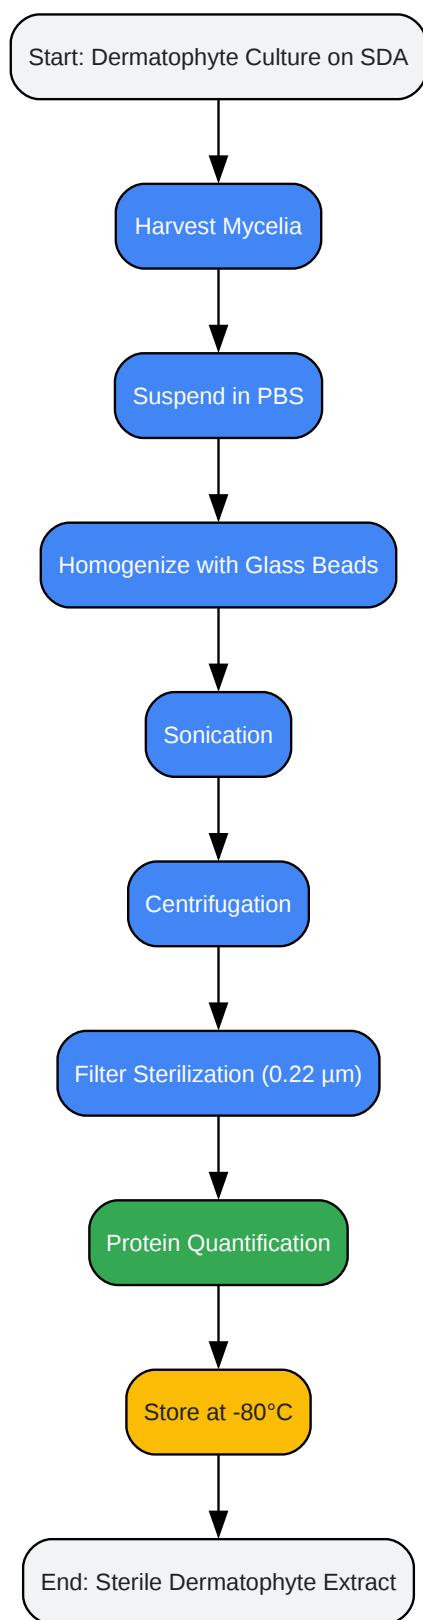 Start: Dermatophyte Culture on SDA
Harvest Mycelia
Suspend in PBS
Homogenize with Glass Beads
Sonication
Centrifugation
Filter Sterilization (0.22 µm)
Protein Quantification
Store at -80°C
End: Sterile Dermatophyte Extract